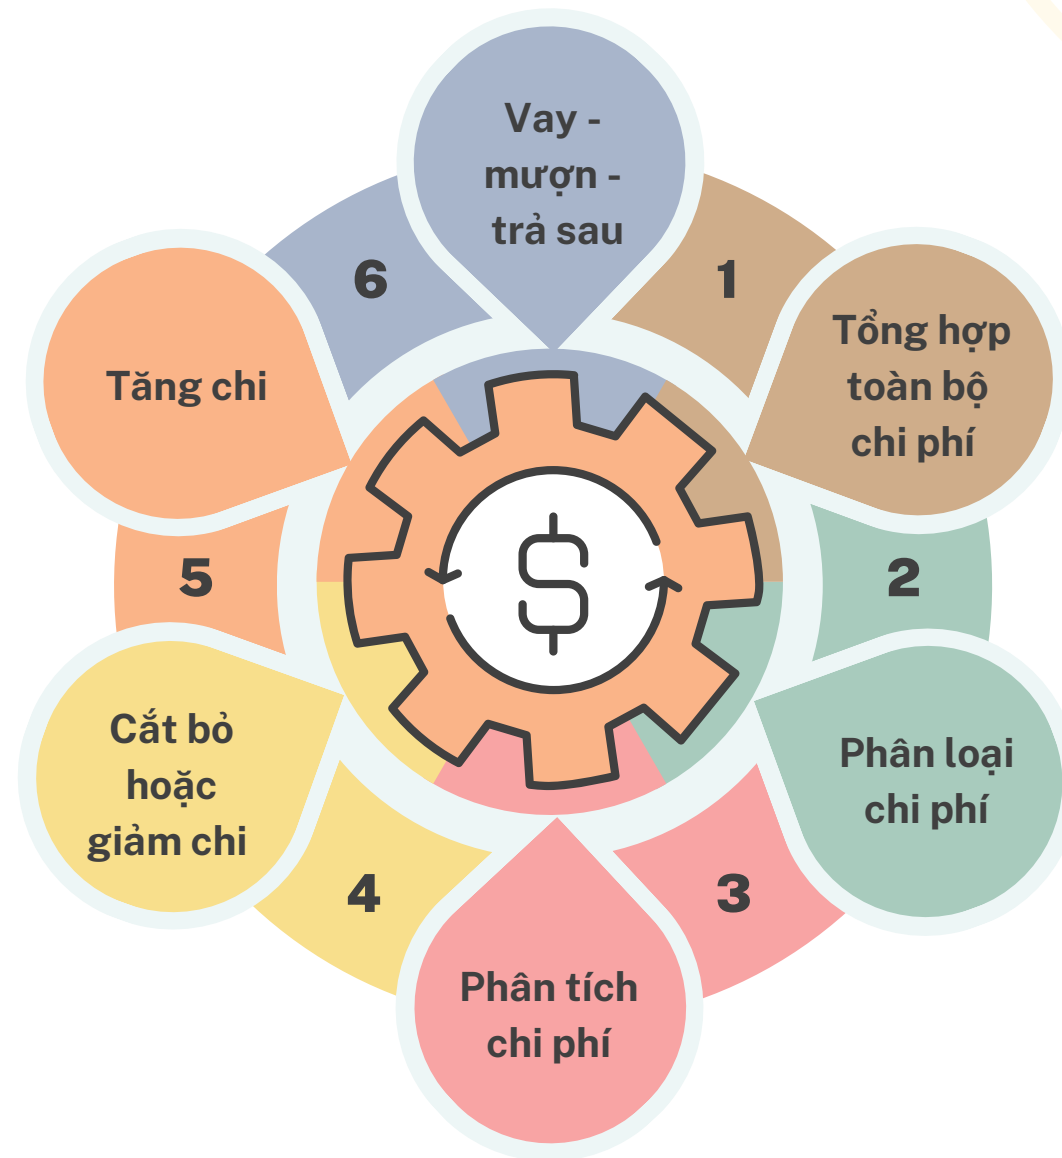 1
Tổng hợp
toàn bộ
chi phí
2
Phân loại
chi phí
3
Phân tích
chi phí
4
Cắt bỏ
hoặc
giảm chi
5
Tăng chi
6
Vay -
mượn -
trả sau
$